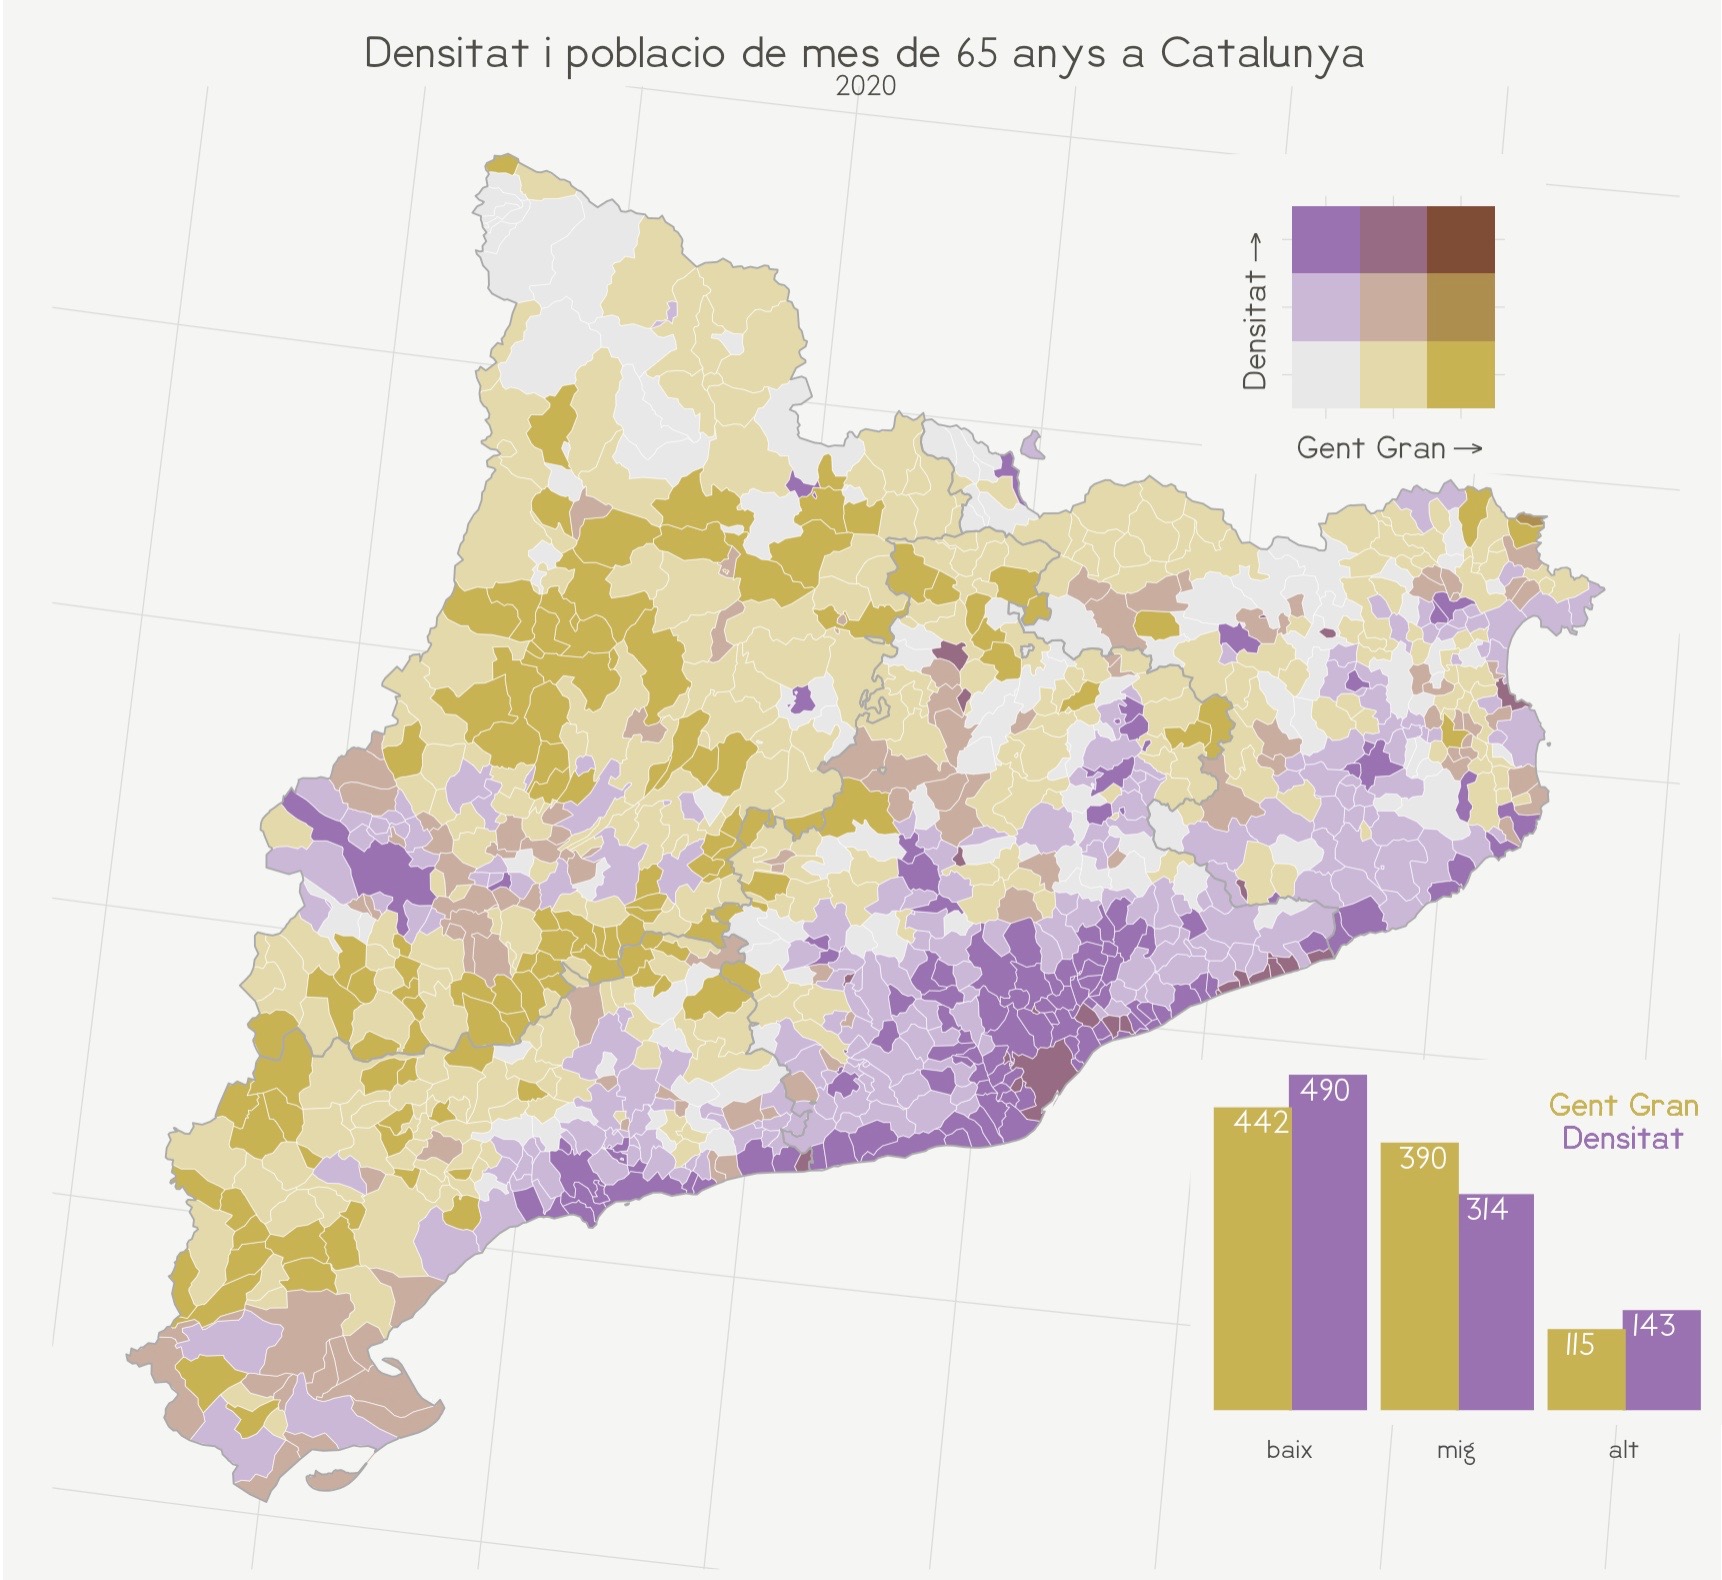 Densitat i poblacio de mes de 65 anys a Catalunya
2020
Densitat →
Gent Gran →
Gent Gran
Densitat
442
490
390
314
115
143
baix
mig
alt